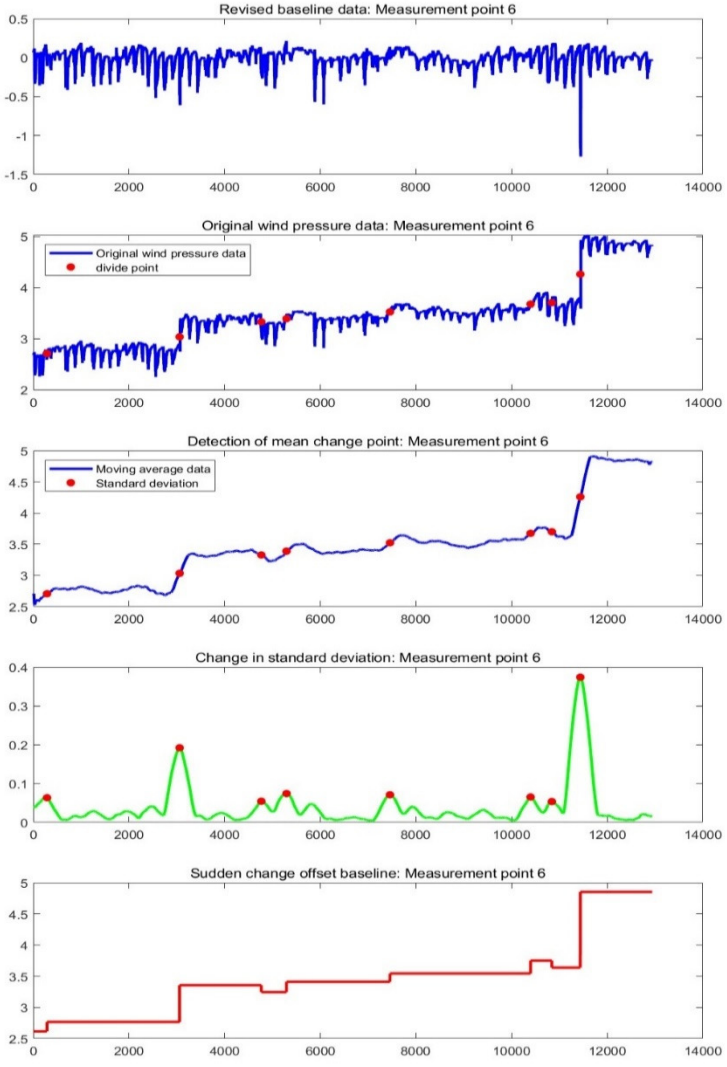 Revised baseline data: Measurement point 6
0.5
0
-0.5
-1
-1.5
0 2000 4000 6000 8000 10000 12000 14000
Original wind pressure data: Measurement point 6
5
4
3
2
Original wind pressure data
divide point
0 2000 4000 6000 8000 10000 12000 14000
Detection of mean change point: Measurement point 6
5
4.5
4
3.5
3
2.5
Moving average data
Standard deviation
0 2000 4000 6000 8000 10000 12000 14000
Change in standard deviation: Measurement point 6
0.4
0.3
0.2
0.1
0
0 2000 4000 6000 8000 10000 12000 14000
Sudden change offset baseline: Measurement point 6
5
4.5
4
3.5
3
2.5
0 2000 4000 6000 8000 10000 12000 14000